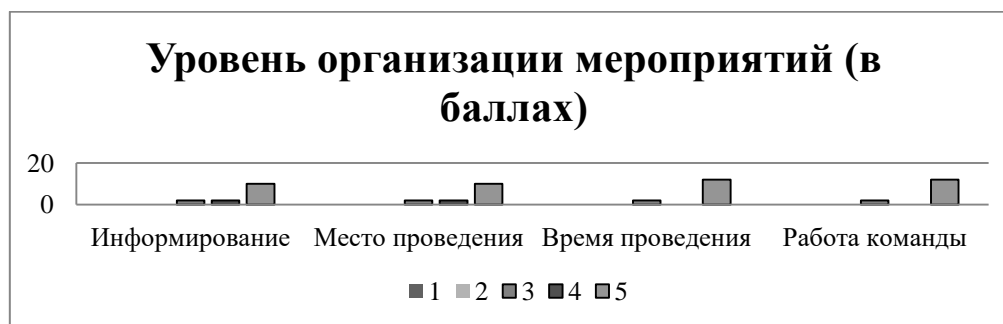 Уровень организации мероприятий (в
баллах)
20
0
Информирование Место проведения Время проведения Работа команды
1 2 3 4 5